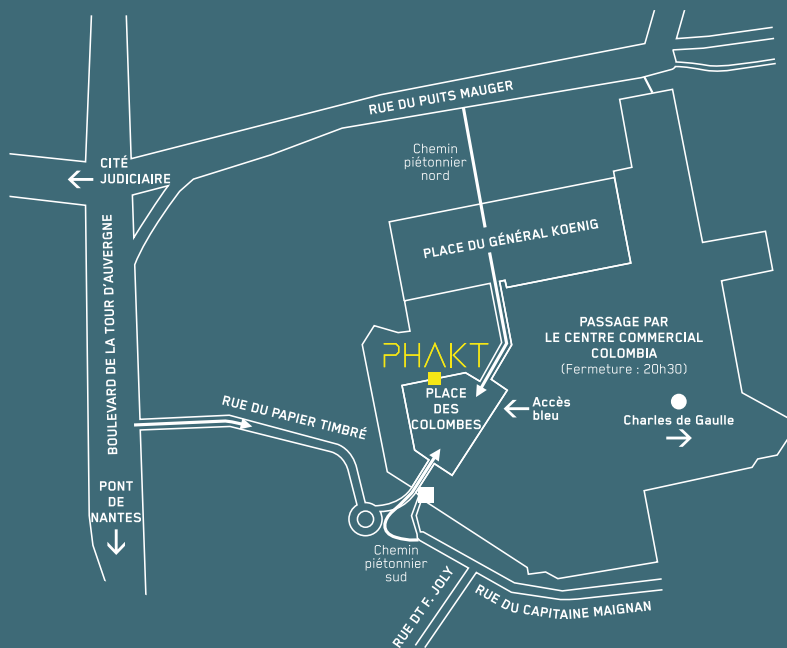 RUE DU PUITS MAUGER
Chemin
piétonnier
nord
CITÉ
JUDICIAIRE
PLACE DU GÉNÉRAL KOENIG
BOULEVARD DE LA TOUR D'AUVERGNE
PASSAGE PAR
LE CENTRE COMMERCIAL
COLOMBIA
(Fermeture : 20h30)
PHAKT
PLACE
DES
COLOMBES
Accès
bleu
RUE DU PAPIER TIMBRÉ
Charles de Gaulle
PONT
DE
NANTES
Chemin
piétonnier
sud
RUE DT F. JOLY
RUE DU CAPITAINE MAIGNAN